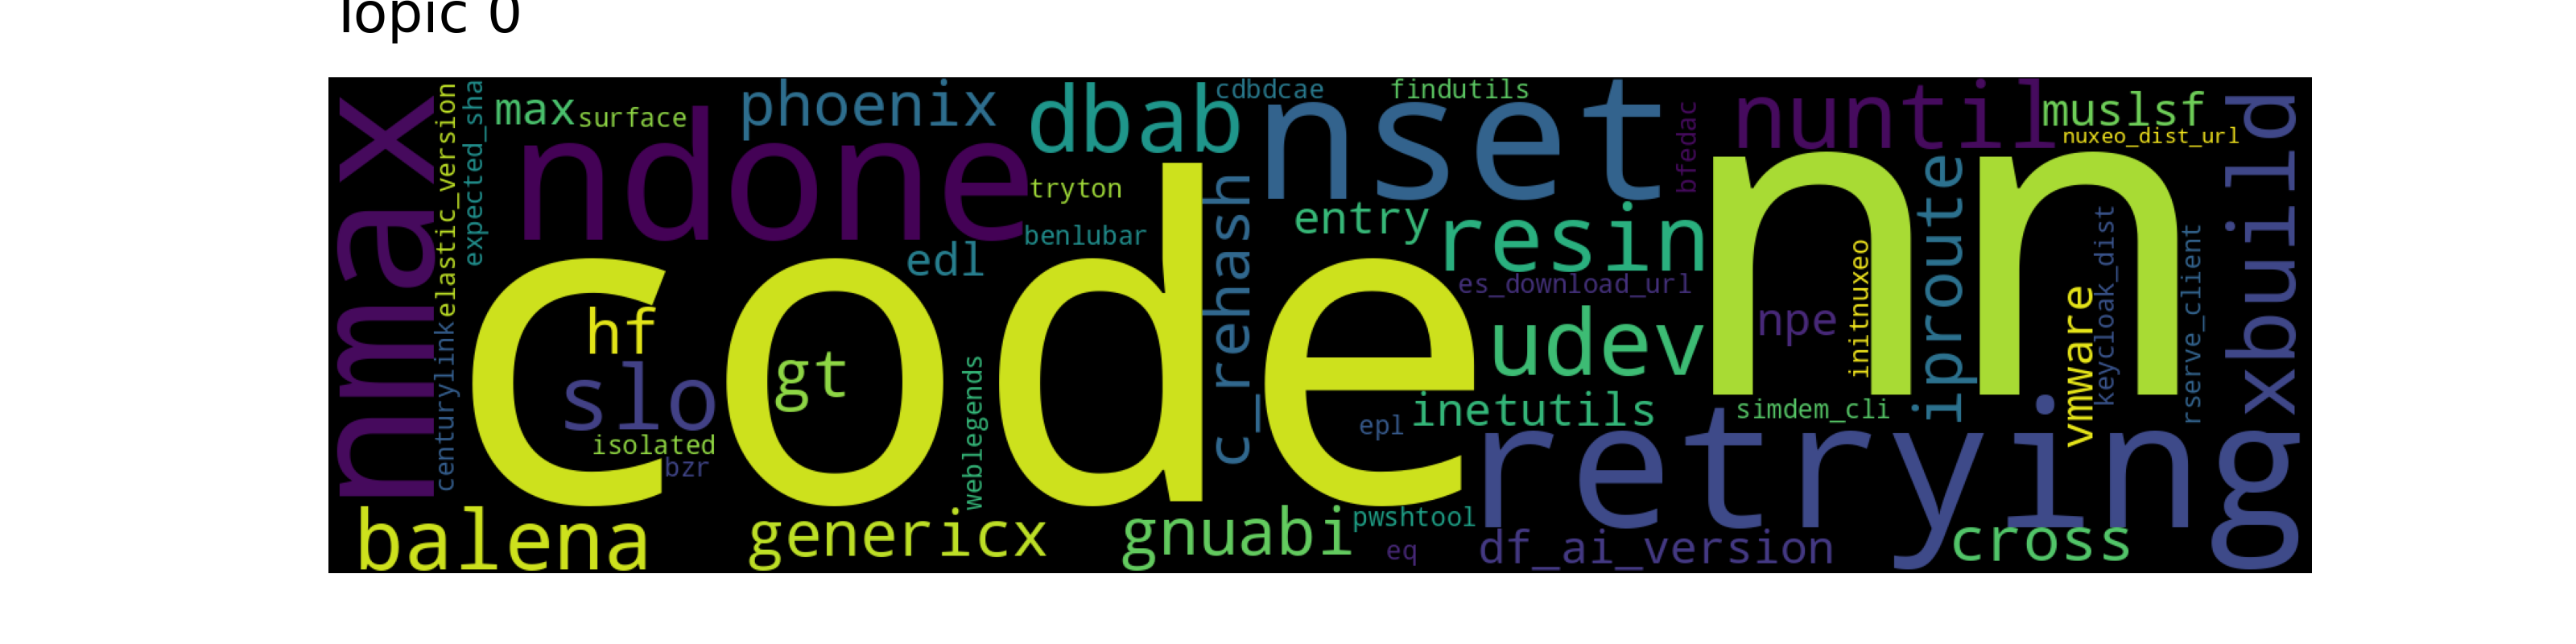 Topic 0
nmax
centurylink
elastic_version
expected_sha
max
surface
ndone
phoenix
dbab
cdbdcae
nset
findutils
bfedac
nuntil
muslsf
nuxeo_dist_url
xbuild
tryton
benlubar
edl
c_rehash
entry
resin
es_download_url
udev
nn
npe
initnuxeo
iproute
vmware
keycloak_dist
rserve_client
code
hf
slo
gt
isolated
bzr
weblegends
epl
inetutils
simdem_cli
retrying
balena
genericx
gnuabi
pwshtool
eq
df_ai_version
cross